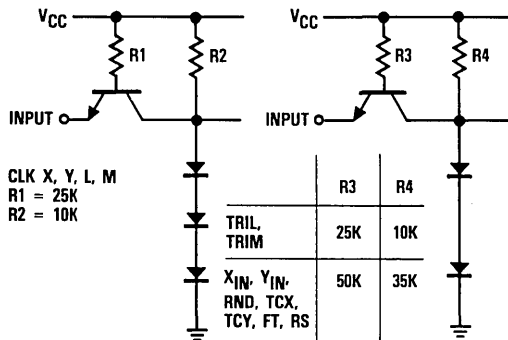 VCC
R1
R2
INPUT
CLK X, Y, L, M
R1 = 25K
R2 = 10K
VCC
R3
R4
INPUT
R3 R4
TRIL,
TRIM
25K 10K
XIN, YIN,
RND, TCX,
TCY, FT, RS
50K 35K